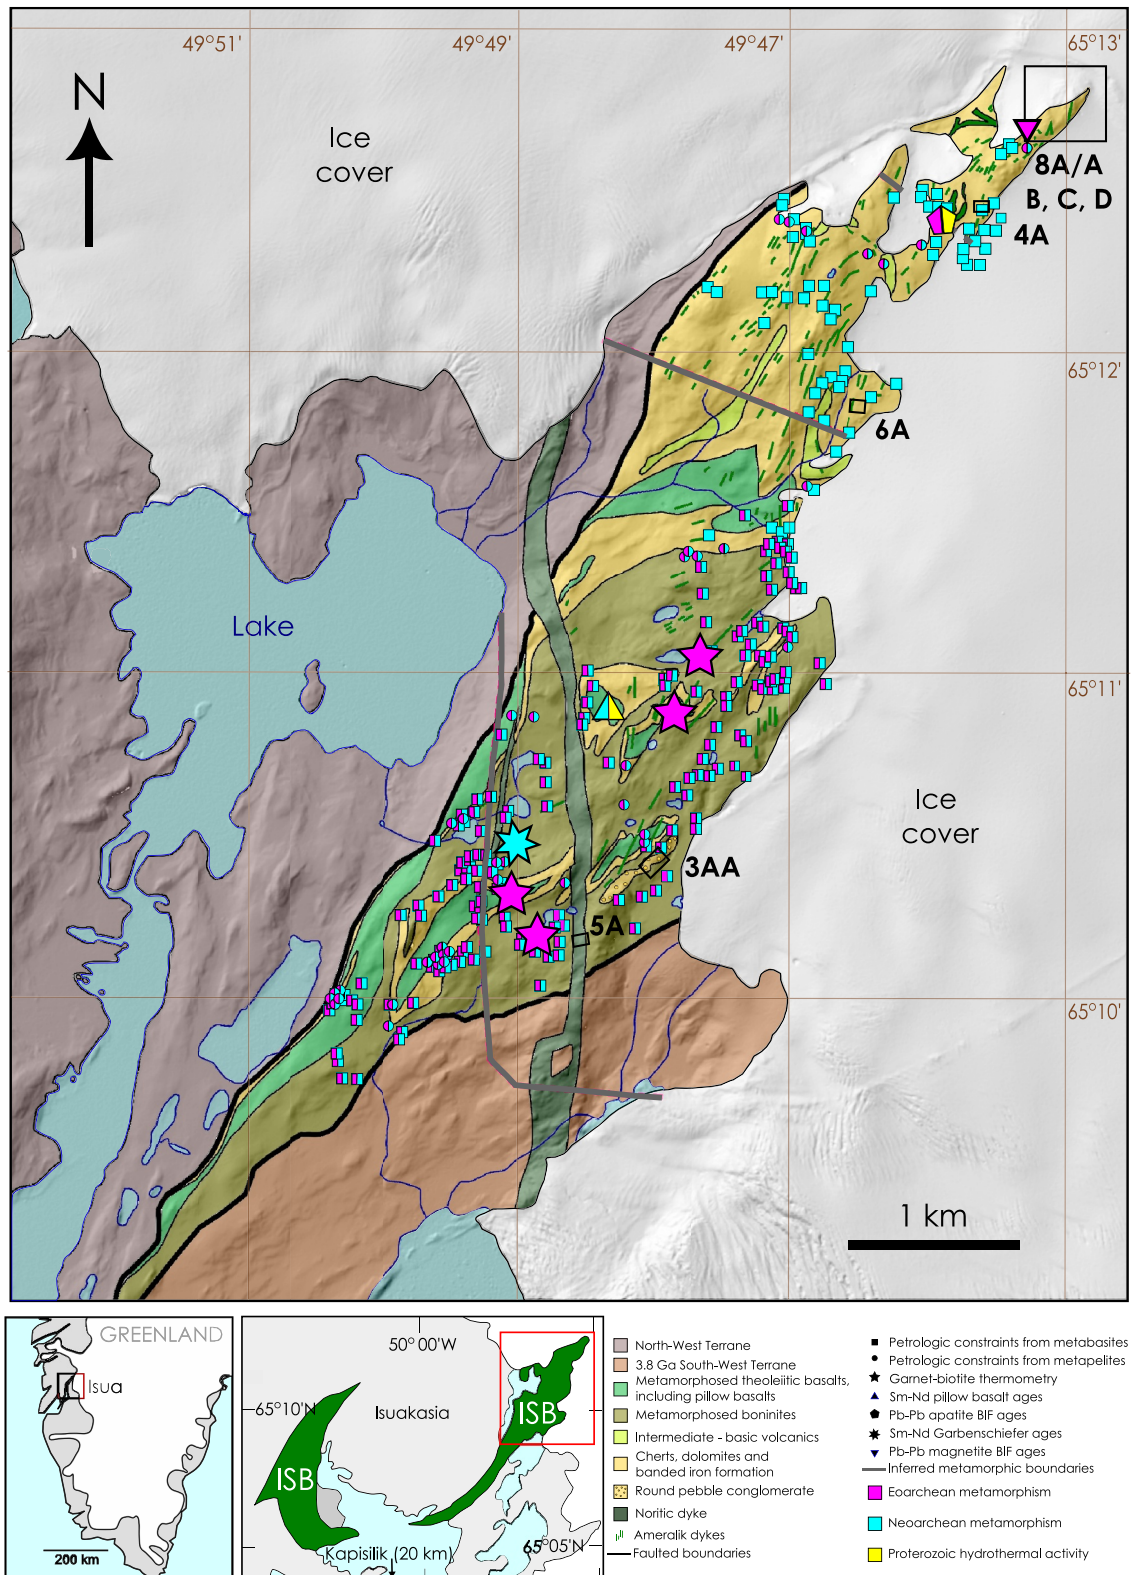 49°51'
49°49'
49°47'
65°13'
N
Ice
cover
8A/A
B, C, D
4A
65°12'
6A
Lake
65°11'
Ice
cover
3AA
5A
65°10'
1 km
GREENLAND
Isua
200 km
50° 00'W
65°10'N
Isuakasia
ISB
ISB
Kapisilik (20 km)
65°05'N
North-West Terrane
3.8 Ga South-West Terrane
Metamorphosed theoleiitic basalts,
including pillow basalts
Metamorphosed boninites
Intermediate - basic volcanics
Cherts, dolomites and
banded iron formation
Round pebble conglomerate
Noritic dyke
Ameralik dykes
Faulted boundaries
Petrologic constraints from metabasites
Petrologic constraints from metapelites
Garnet-biotite thermometry
Sm-Nd pillow basalt ages
Pb-Pb apatite BIF ages
Sm-Nd Garbenschiefer ages
Pb-Pb magnetite BIF ages
Inferred metamorphic boundaries
Eoarchean metamorphism
Neoarchean metamorphism
Proterozoic hydrothermal activity